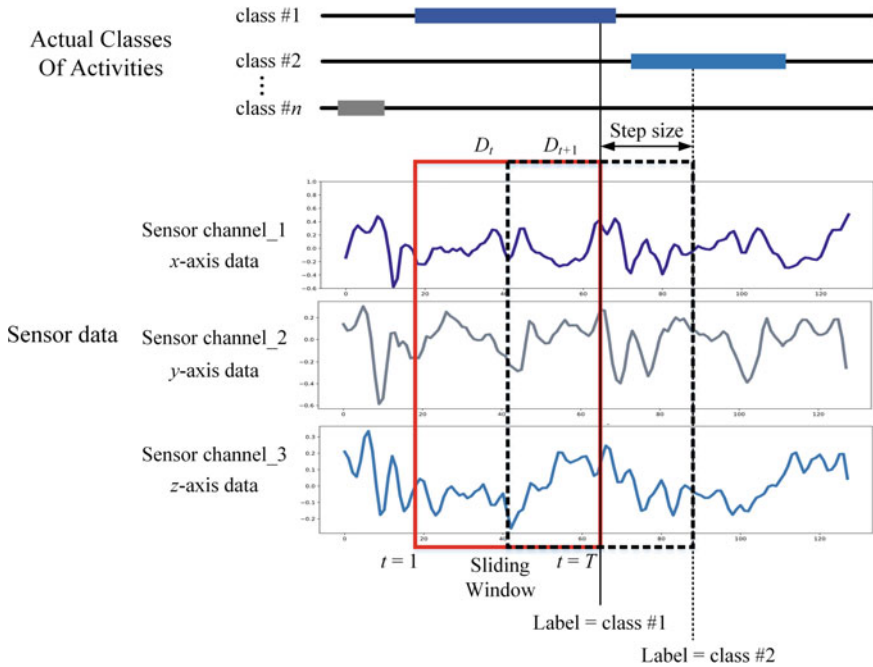 Actual Classes
Of Activities
class #1
class #2
⋮
class #n
Step size
D_t
D_{t+1}
Sensor data
Sensor channel_1
x-axis data
1.0
0.8
0.6
0.4
0.2
0.0
−0.2
−0.4
−0.6
0
20
40
60
80
100
120
Sensor channel_2
y-axis data
0.2
0.0
−0.2
−0.4
−0.6
0
20
40
60
80
100
120
Sensor channel_3
z-axis data
0.3
0.2
0.1
0.0
−0.1
−0.2
0
20
40
60
80
100
120
t = 1
Sliding
Window
t = T
Label = class #1
Label = class #2